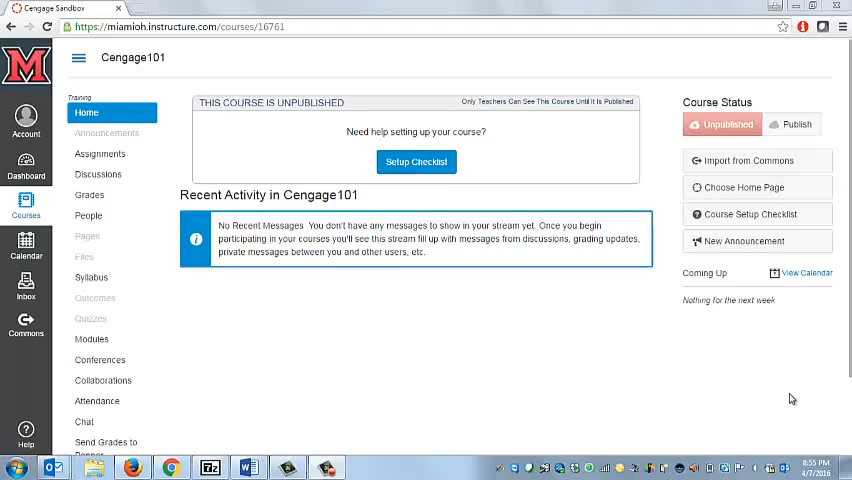 Cengage Sandbox
https://miamioh.instructure.com/courses/16761
Cengage101
Account
Dashboard
Courses
Calendar
Inbox
Commons
Help
Training
Home
Announcements
Assignments
Discussions
Grades
People
Pages
Files
Syllabus
Outcomes
Quizzes
Modules
Conferences
Collaborations
Attendance
Chat
Send Grades to
THIS COURSE IS UNPUBLISHED
Only Teachers Can See This Course Until It Is Published
Need help setting up your course?
Setup Checklist
Recent Activity in Cengage101
No Recent Messages You don't have any messages to show in your stream yet. Once you begin
participating in your courses you'll see this stream fill up with messages from discussions, grading updates,
private messages between you and other users, etc.
Course Status
Unpublished
Publish
Import from Commons
Choose Home Page
Course Setup Checklist
New Announcement
Coming Up
View Calendar
Nothing for the next week
8:55 PM
4/7/2016